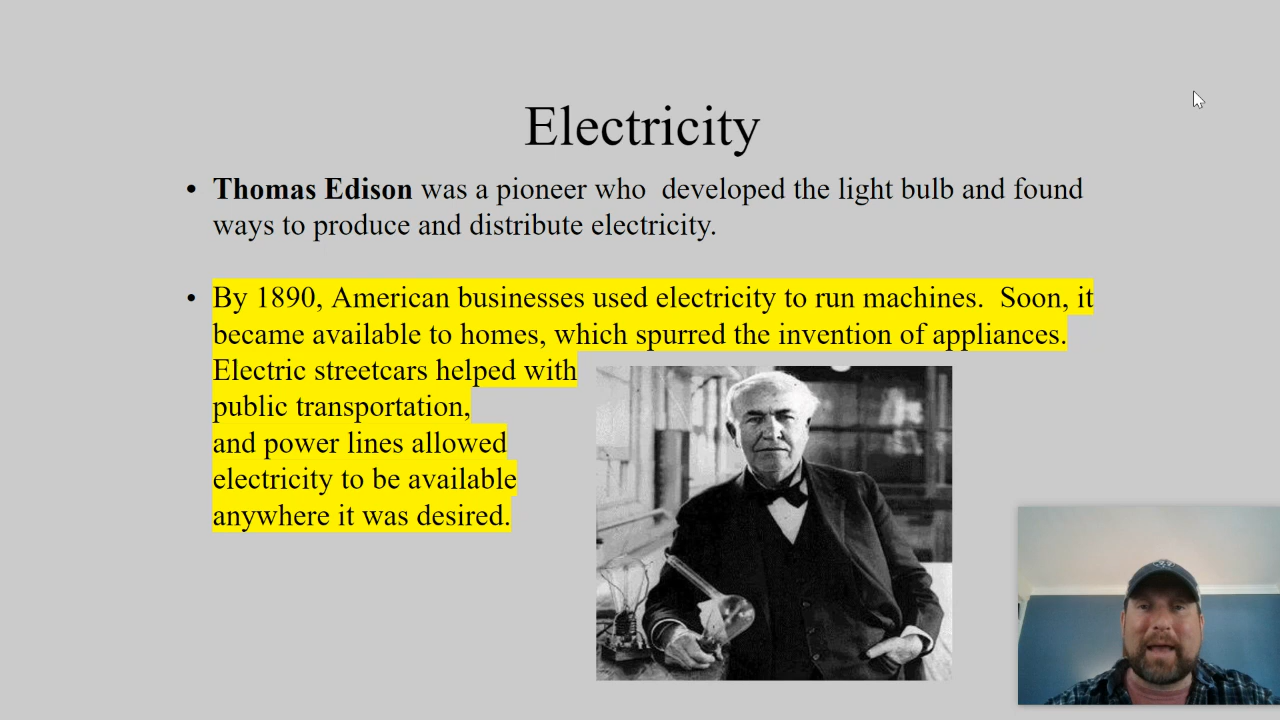 Electricity
• Thomas Edison was a pioneer who  developed the light bulb and found
ways to produce and distribute electricity.
• By 1890, American businesses used electricity to run machines.  Soon, it
became available to homes, which spurred the invention of appliances.
Electric streetcars helped with
public transportation,
and power lines allowed
electricity to be available
anywhere it was desired.